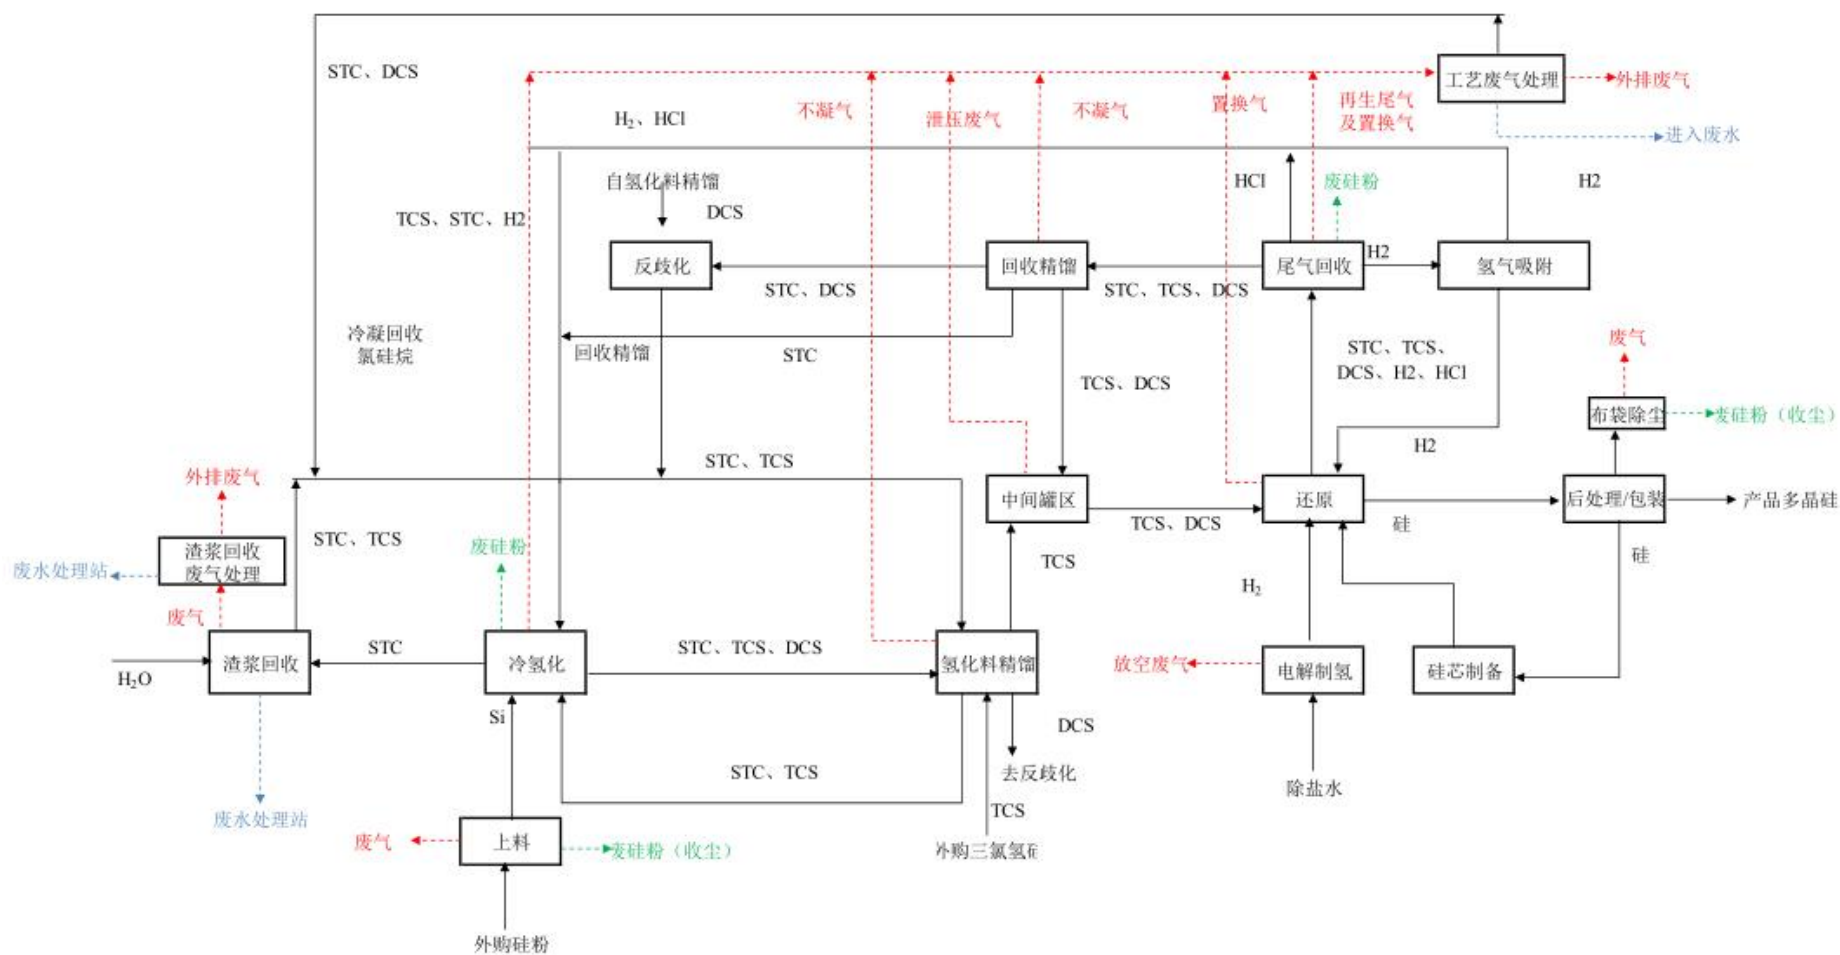 STC、DCS
工艺废气处理
外排废气
不凝气
泄压废气
不凝气
置换气
再生尾气
及置换气
H₂、HCl
进入废水
自氢化料精馏
HCl
废硅粉
H2
TCS、STC、H2
DCS
反歧化
回收精馏
尾气回收
H2
氢气吸附
STC、DCS
STC、TCS、DCS
冷凝回收
氯硅烷
回收精馏
STC
STC、TCS、
DCS、H2、HCl
废气
TCS、DCS
布袋除尘
废硅粉（收尘）
H2
STC、TCS
外排废气
中间罐区
还原
后处理/包装
产品多晶硅
TCS、DCS
硅
STC、TCS
废硅粉
渣浆回收
废气处理
废水处理站
TCS
硅
H₂
废气
渣浆回收
STC
冷氢化
STC、TCS、DCS
氢化料精馏
放空废气
电解制氢
硅芯制备
H₂O
Si
DCS
STC、TCS
去反歧化
除盐水
废水处理站
TCS
废气
上料
废硅粉（收尘）
外购三氯氢硅
外购硅粉